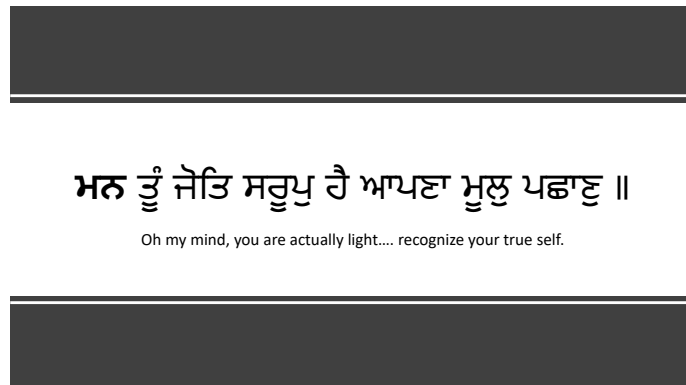 ਮਨ ਤੂੰ ਜੋਤਿ ਸਰੂਪੁ ਹੈ ਆਪਣਾ ਮੂਲੁ ਪਛਾਣੁ ॥
Oh my mind, you are actually light…. recognize your true self.